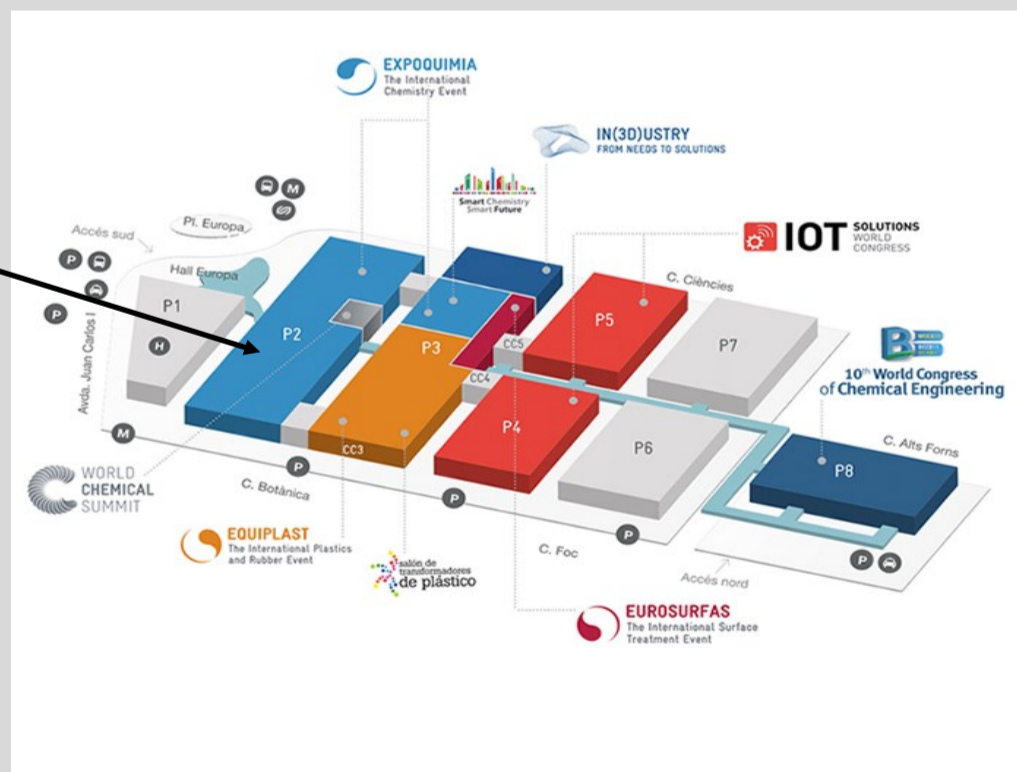 EXPOQUIMIA
The International
Chemistry Event
IN(3)DUSTRY
FROM NEEDS TO SOLUTIONS
Smart Chemistry
Smart Future
IOT SOLUTIONS
WORLD
CONGRESS
Pl. Europa
Accés sud
Hall Europa
C. Ciències
P
M
P
H
P1
P2
P3
P5
P7
CC5
CC4
10th World Congress
of Chemical Engineering
Avda. Juan Carlos I
M
P4
P6
CC3
P
C. Alts Forns
P8
WORLD
CHEMICAL
SUMMIT
C. Botànica
P
P
C. Foc
P
EQUIPLAST
The International Plastics
and Rubber Event
salón de
transformadores
de plástico
Accés nord
EUROSURFAS
The International Surface
Treatment Event